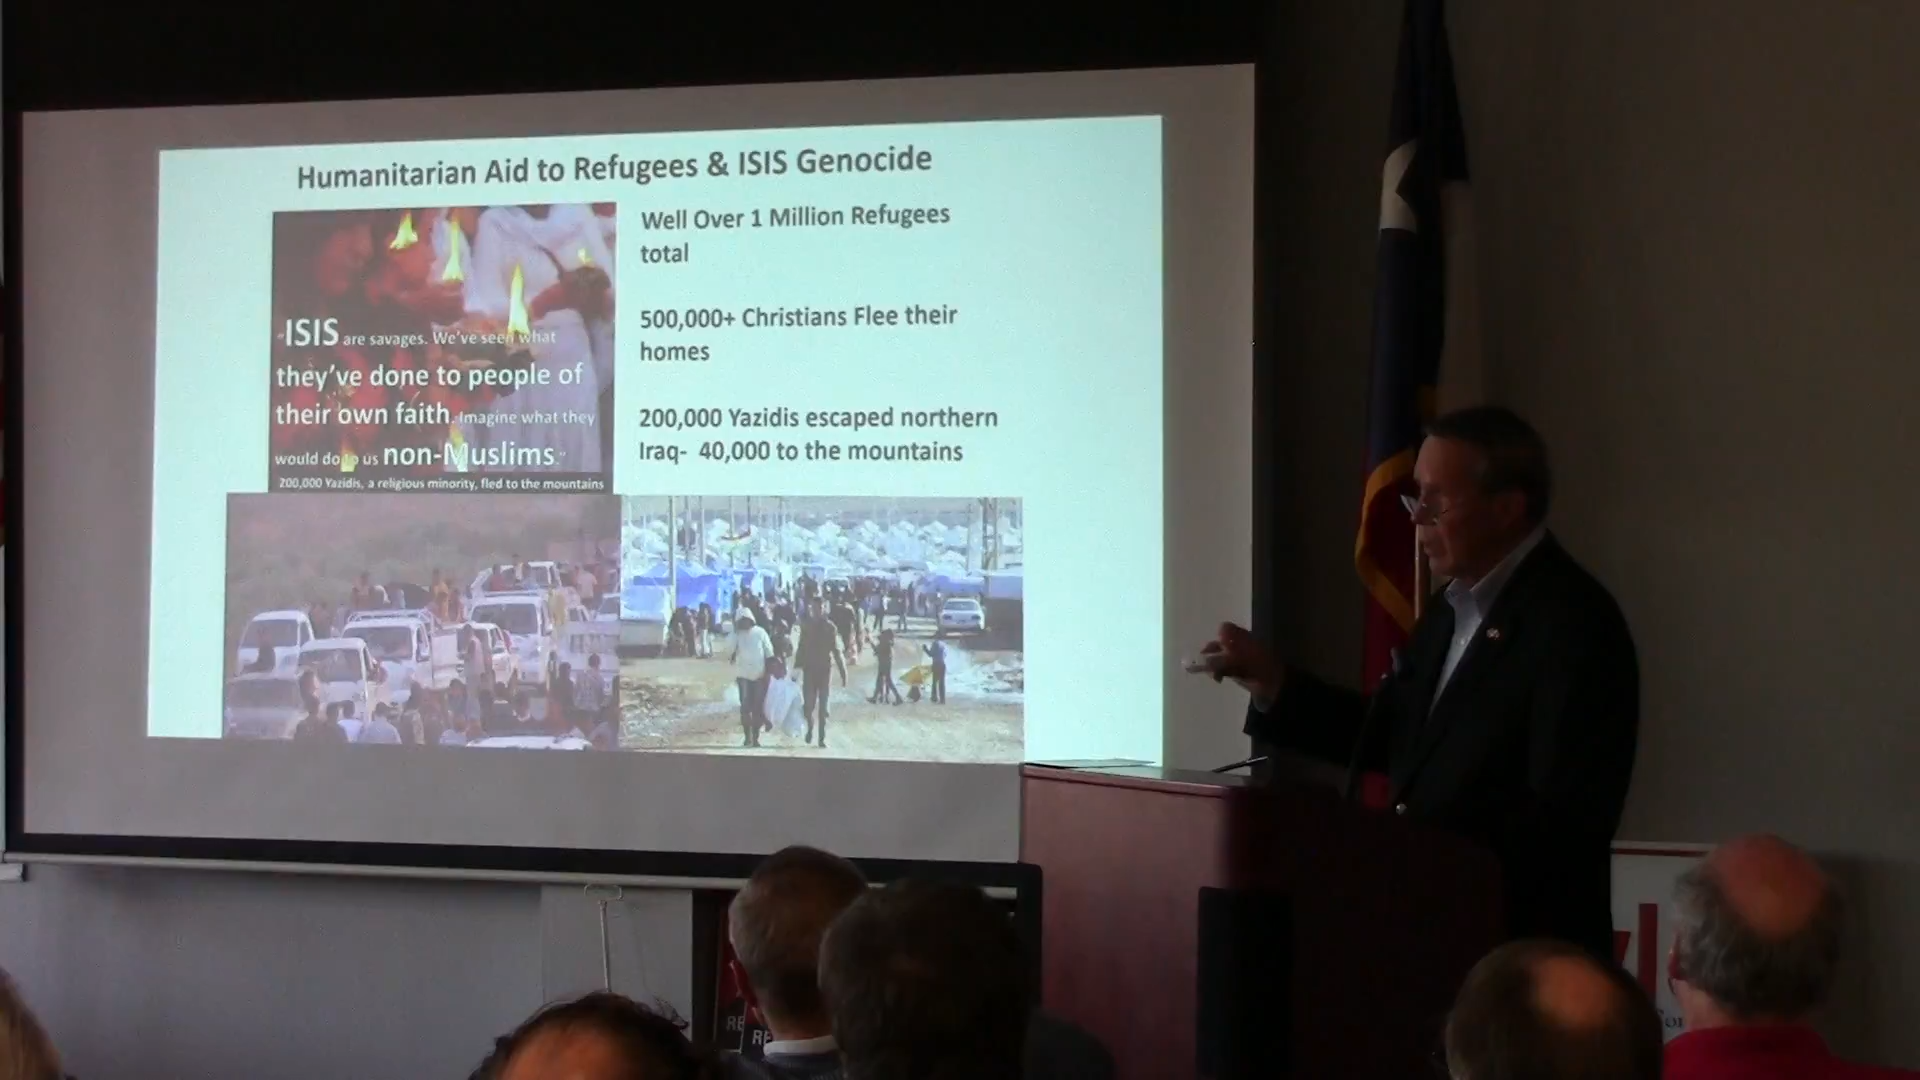 Humanitarian Aid to Refugees & ISIS Genocide
"ISIS are savages. We've seen what
they've done to people of
their own faith. Imagine what they
would do to us non-Muslims."
200,000 Yazidis, a religious minority, fled to the mountains
Well Over 1 Million Refugees
total
500,000+ Christians Flee their
homes
200,000 Yazidis escaped northern
Iraq- 40,000 to the mountains